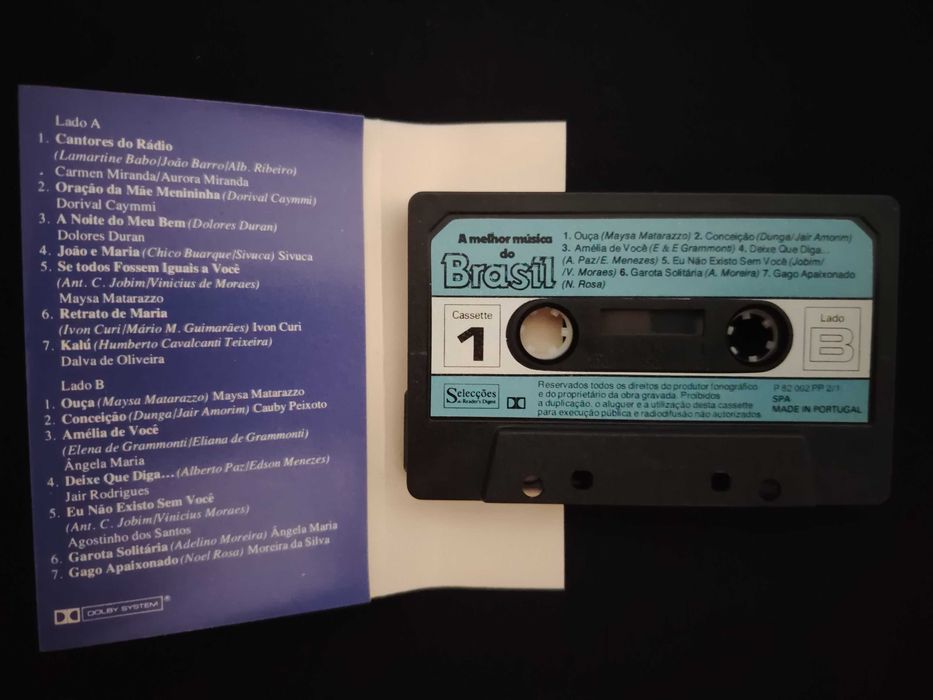 Lado A
1. Cantores do Rádio
(Lamartine Babo/João Barro/Alb. Ribeiro)
Carmen Miranda/Aurora Miranda
2. Oração da Mãe Menininha (Dorival Caymmi)
Dorival Caymmi
3. A Noite do Meu Bem (Dolores Duran)
Dolores Duran
4. João e Maria (Chico Buarque/Sivuca) Sivuca
5. Se todos Fossem Iguais a Você
(Ant. C. Jobim/Vinicius de Moraes)
Maysa Matarazzo
6. Retrato de Maria
(Ivon Curi/Mário M. Guimarães) Ivon Curi
7. Kalú (Humberto Cavalcanti Teixeira)
Dalva de Oliveira
Lado B
1. Ouça (Maysa Matarazzo) Maysa Matarazzo
2. Conceição (Dunga/Jair Amorim) Cauby Peixoto
3. Amélia de Você
(Elena de Grammonti/Eliana de Grammonti)
Ângela Maria
4. Deixe Que Diga... (Alberto Paz/Edson Menezes)
Jair Rodrigues
5. Eu Não Existo Sem Você
(Ant. C. Jobim/Vinicius Moraes)
Agostinho dos Santos
6. Garota Solitária (Adelino Moreira) Ângela Maria
7. Gago Apaixonado (Noel Rosa) Moreira da Silva
DOLBY SYSTEM ®
A melhor música
do
Brasil
1. Ouça (Maysa Matarazzo) 2. Conceição (Dunga/Jair Amorim)
3. Amélia de Você (E & E Grammonti) 4. Deixe Que Diga...
(A. Paz/E. Menezes) 5. Eu Não Existo Sem Você (Jobim/
/V. Moraes) 6. Garota Solitária (A. Moreira) 7. Gago Apaixonado
(N. Rosa)
Cassette
1
Lado
B
Selecções
do Reader's Digest
Reservados todos os direitos do produtor fonográfico
e do proprietário da obra gravada. Proibidos
a duplicação, o aluguer e a utilização desta cassette
para execução pública e radiodifusão não autorizados
P 82 002 PP 2/1
SPA
MADE IN PORTUGAL